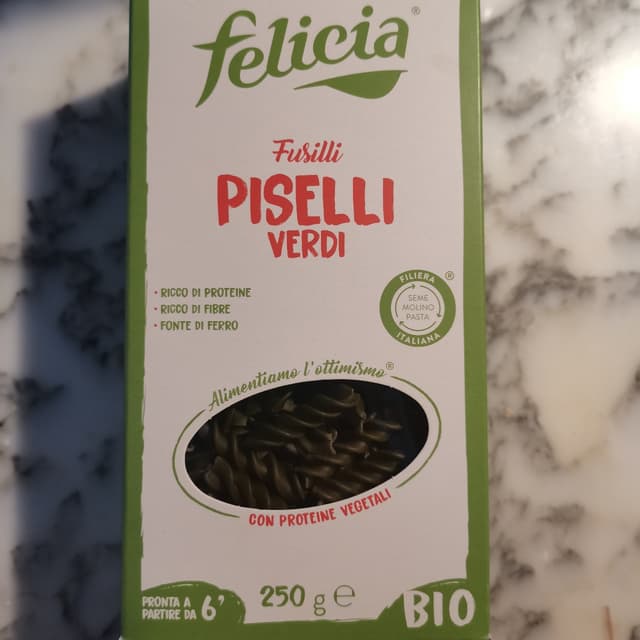 felicia®
Fusilli
PISELLI
VERDI
• RICCO DI PROTEINE
• RICCO DI FIBRE
• FONTE DI FERRO
FILIERA ®
SEME
MOLINO
PASTA
ITALIANA
Alimentiamo l'ottimismo®
CON PROTEINE VEGETALI
PRONTA A
PARTIRE DA 6'
250 g e
BIO